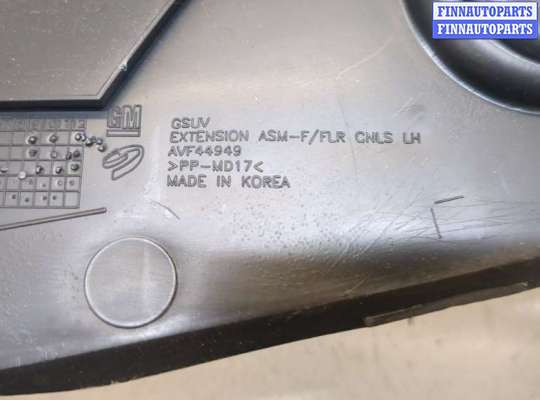 FINNAUTOPARTS
FINNAUTOPARTS
GM
GSUV
EXTENSION ASM-F/FLR CNLS LH
AVF44949
>PP-MD17<
MADE IN KOREA